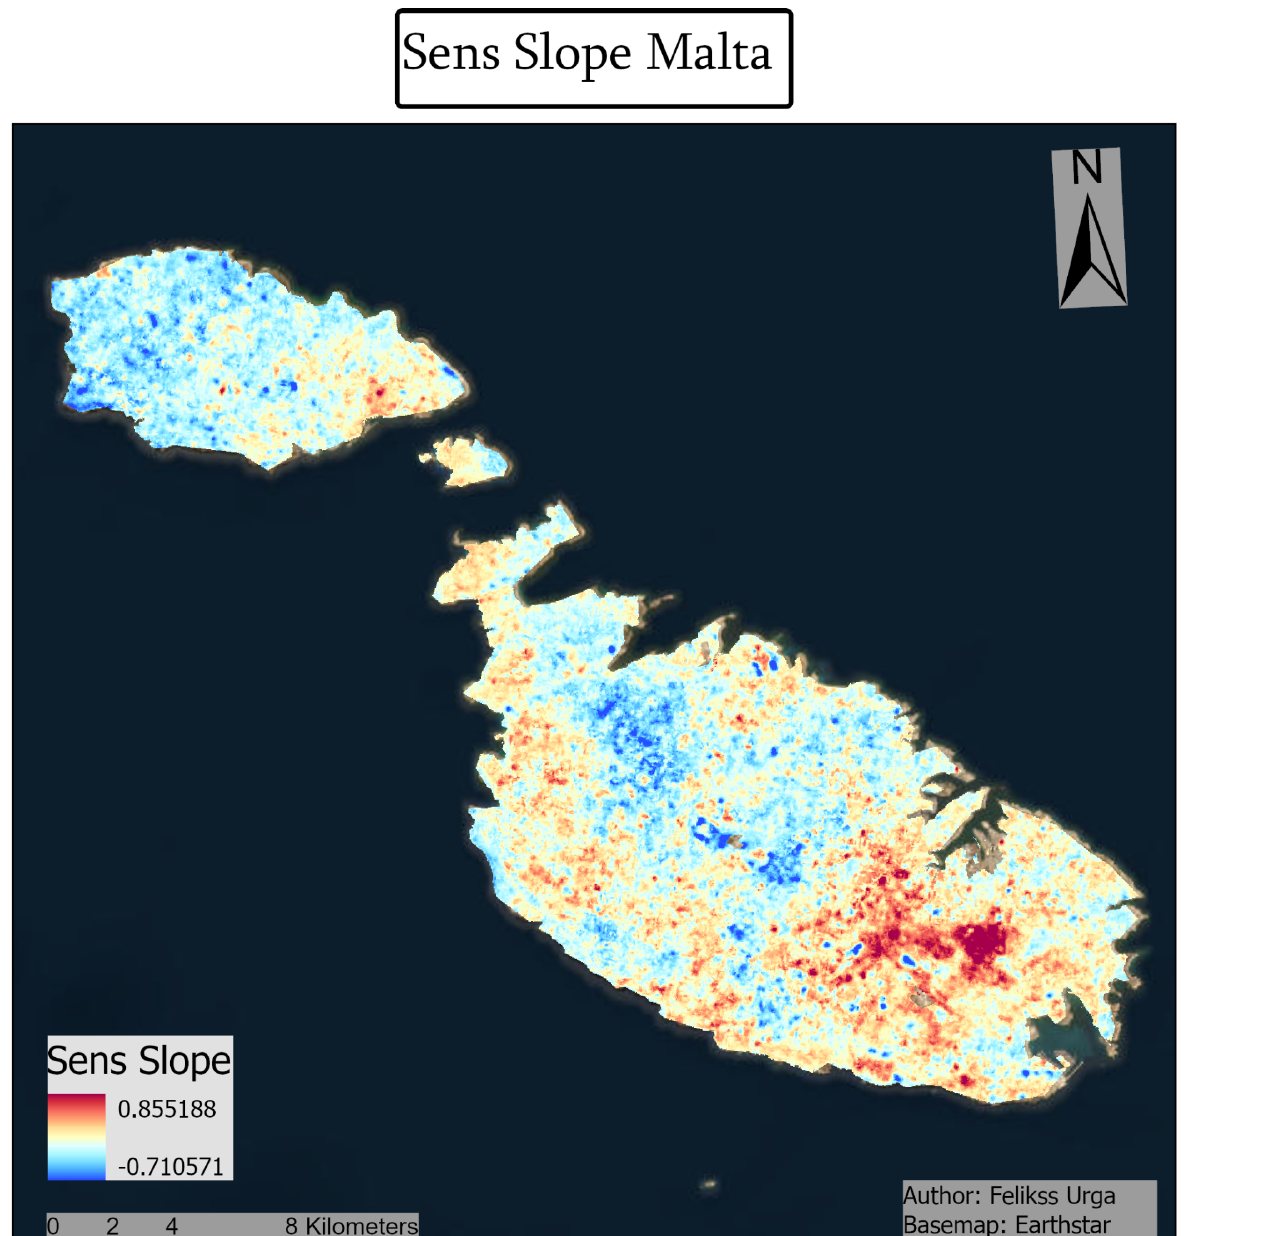 Sens Slope Malta
N
Sens Slope
0.855188
-0.710571
0 2 4 8 Kilometers
Author: Felikss Urga
Basemap: Earthstar